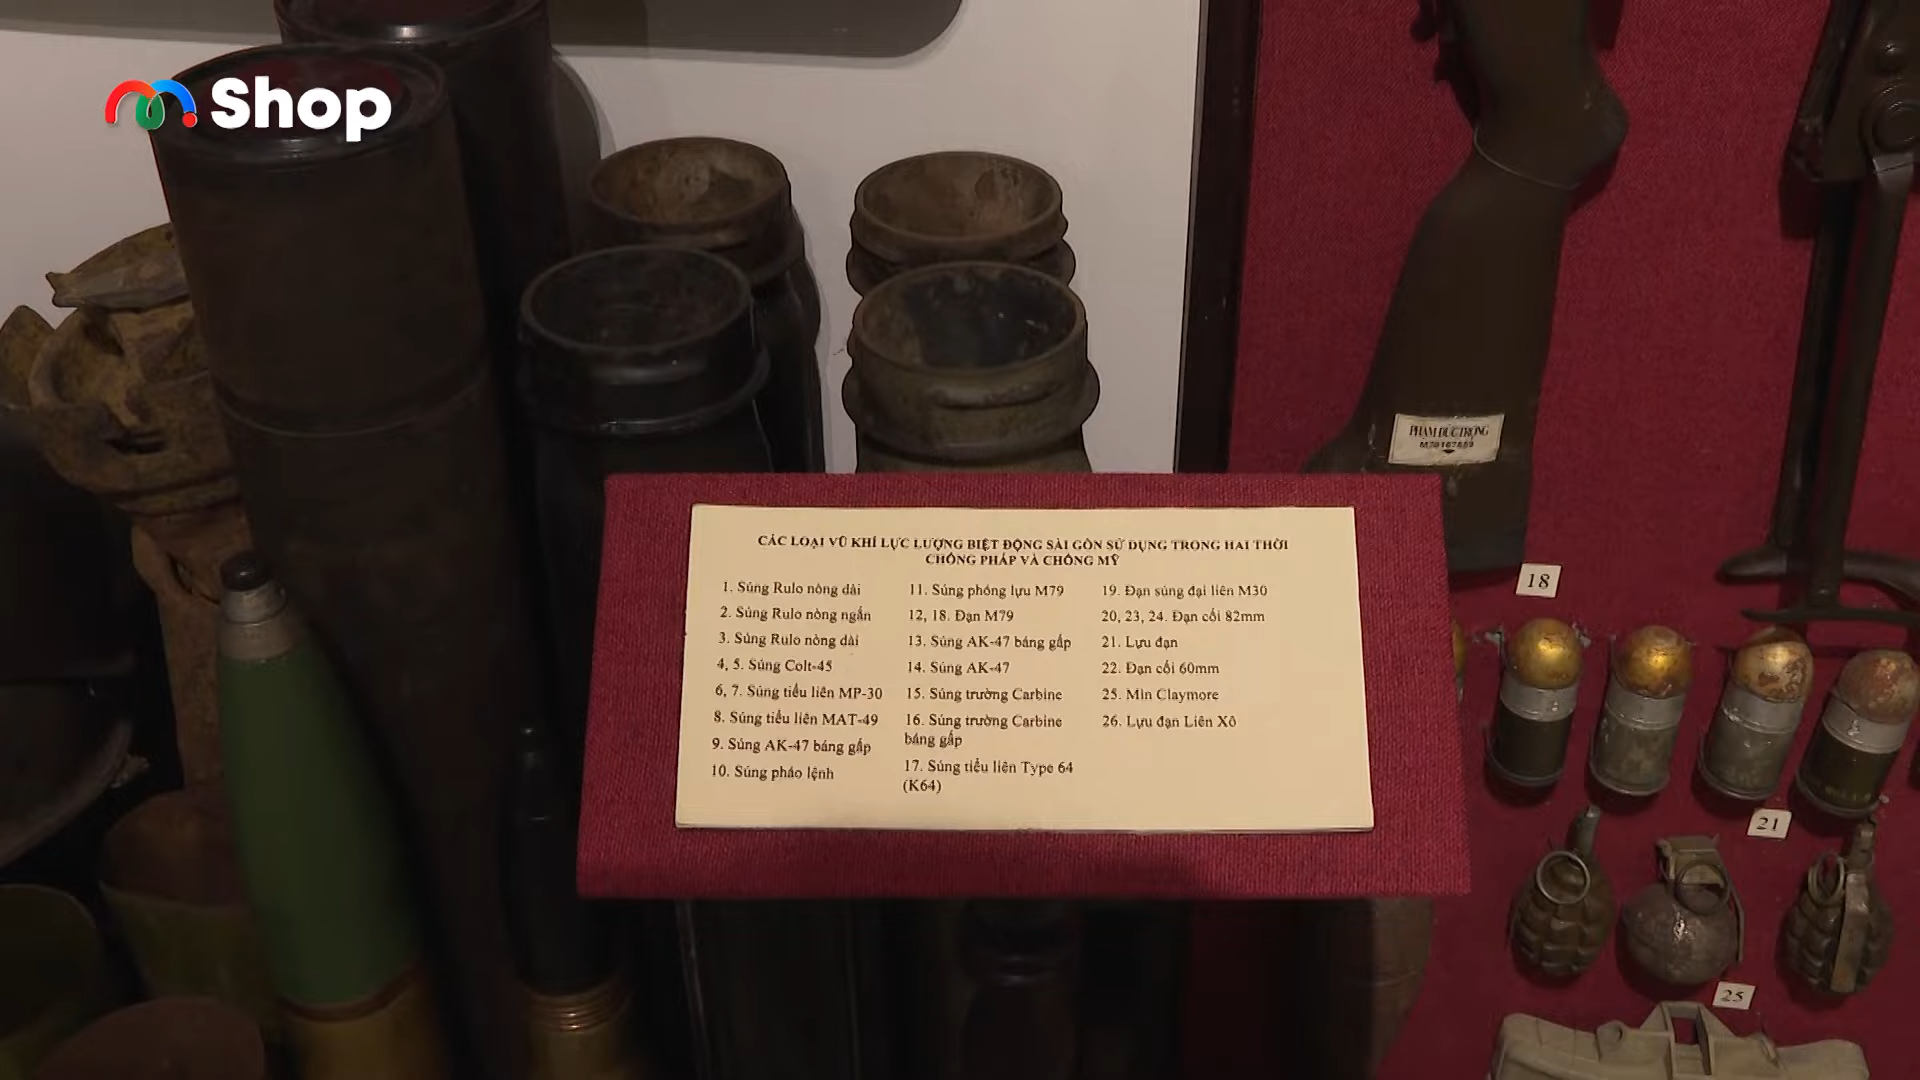 Shop
PHẠM ĐỨC TRỌNG
CÁC LOẠI VŨ KHÍ LỰC LƯỢNG BIỆT ĐỘNG SÀI GÒN SỬ DỤNG TRONG HAI THỜI
CHỐNG PHÁP VÀ CHỐNG MỸ
1. Súng Rulo nòng dài
2. Súng Rulo nòng ngắn
3. Súng Rulo nòng dài
4, 5. Súng Colt-45
6, 7. Súng tiểu liên MP-30
8. Súng tiểu liên MAT-49
9. Súng AK-47 báng gấp
10. Súng pháo lệnh
11. Súng phóng lựu M79
12, 18. Đạn M79
13. Súng AK-47 báng gấp
14. Súng AK-47
15. Súng trường Carbine
16. Súng trường Carbine
báng gấp
17. Súng tiểu liên Type 64
(K64)
19. Đạn súng đại liên M30
20, 23, 24. Đạn cối 82mm
21. Lựu đạn
22. Đạn cối 60mm
25. Mìn Claymore
26. Lựu đạn Liên Xô
18
21
25